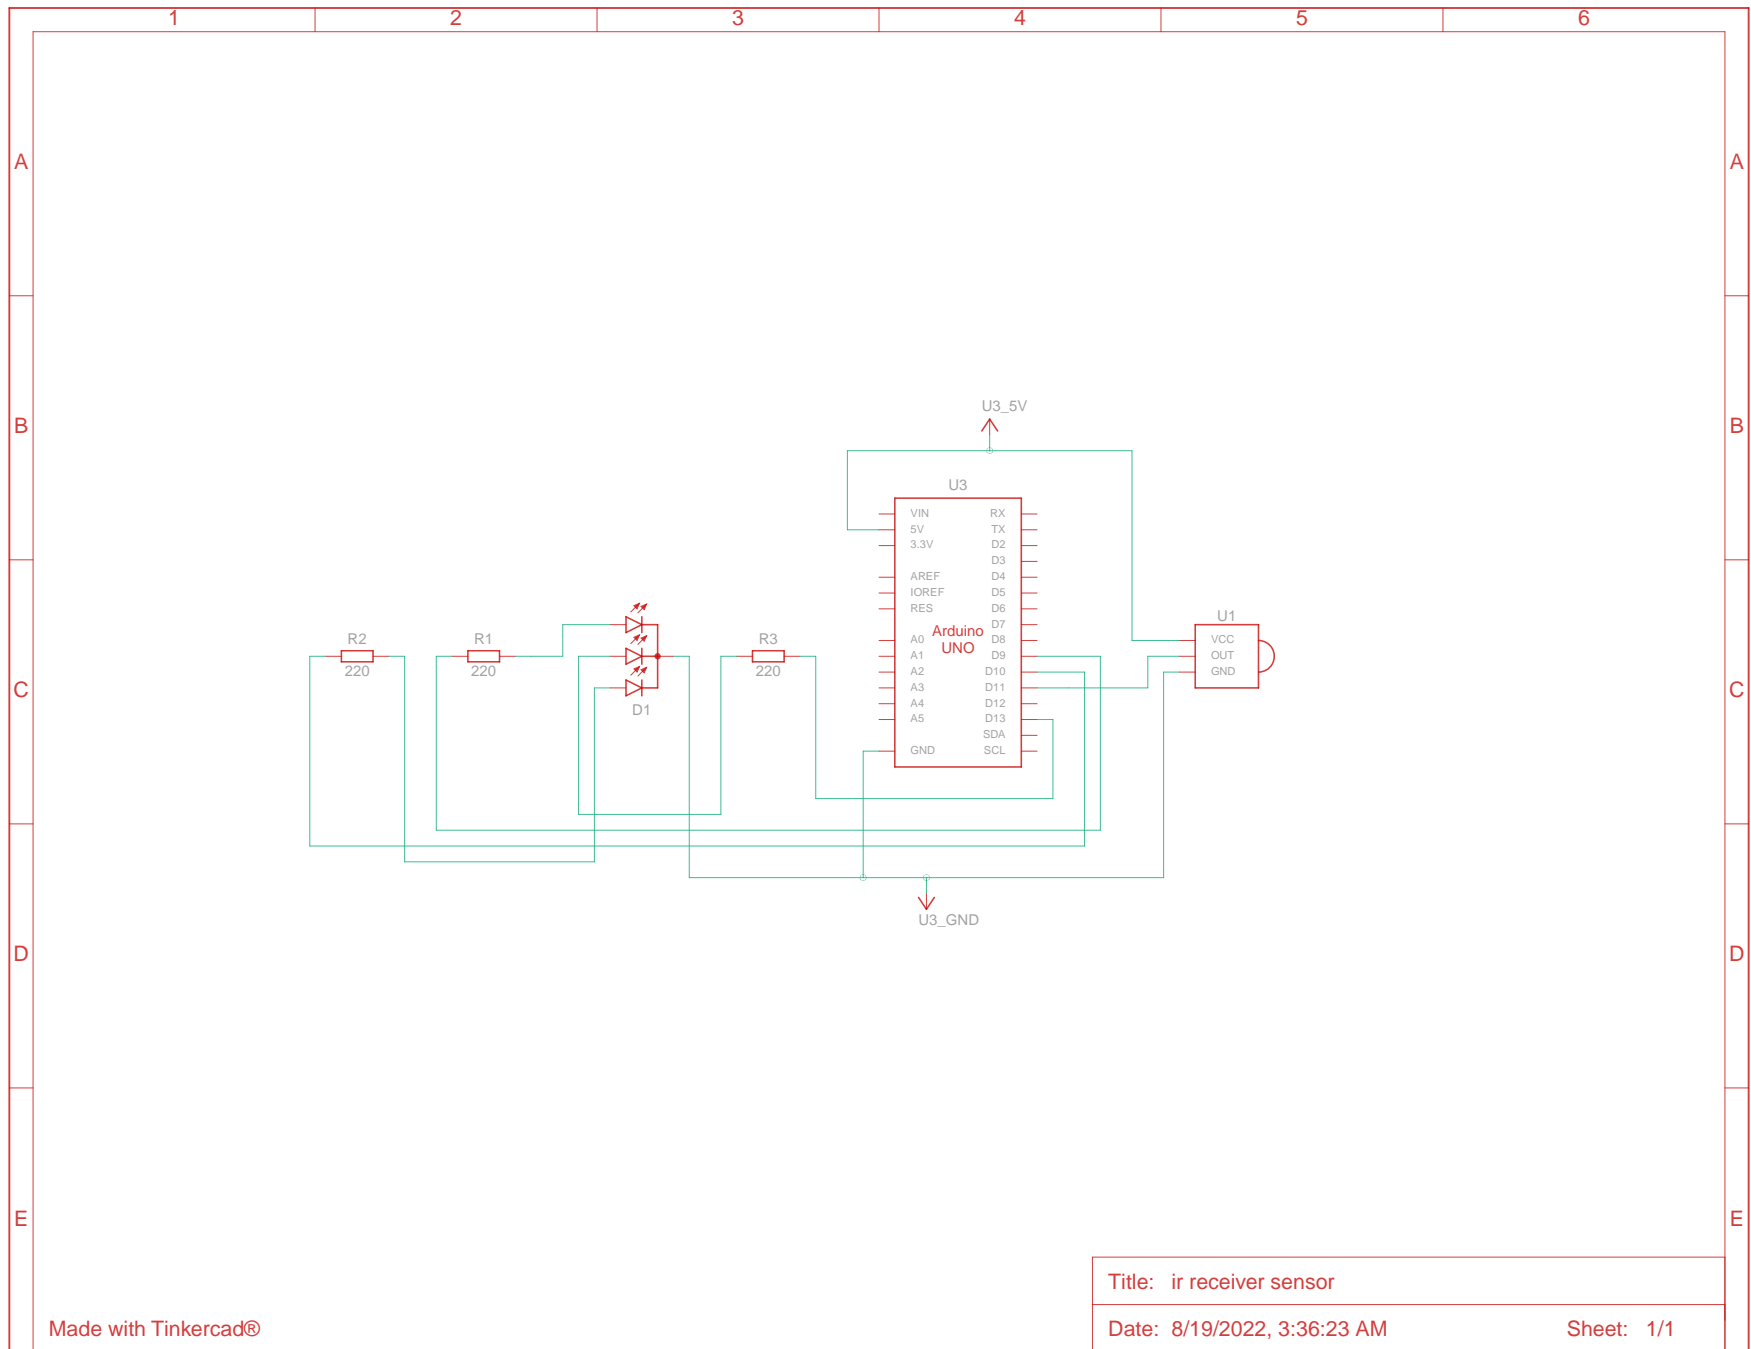 1 2 3 4 5 6
A A
B B
U3_5V
U3
VIN RX
5V TX
3.3V D2
D3
AREF D4
IOREF D5
RES D6
D7
A0 D8
A1 D9
A2 D10
A3 D11
A4 D12
A5 D13
SDA
GND SCL
Arduino
UNO
U1
VCC
OUT
GND
R2
220
R1
220
D1
R3
220
C C
U3_GND
D D
E E
Title: ir receiver sensor
Made with Tinkercad®
Date: 8/19/2022, 3:36:23 AM Sheet: 1/1